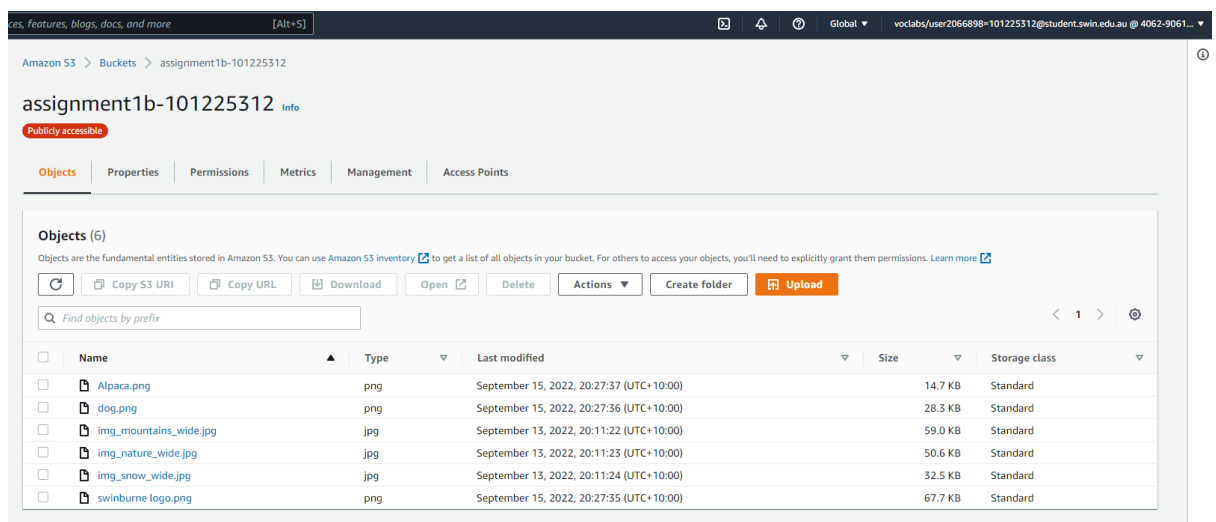 ces, features, blogs, docs, and more [Alt+S] Global voclabs/user2066898=101225312@student.swin.edu.au @ 4062-9061...
Amazon S3 > Buckets > assignment1b-101225312
assignment1b-101225312 Info
Publicly accessible
Objects Properties Permissions Metrics Management Access Points
Objects (6)
Objects are the fundamental entities stored in Amazon S3. You can use Amazon S3 inventory to get a list of all objects in your bucket. For others to access your objects, you'll need to explicitly grant them permissions. Learn more
Copy S3 URI Copy URL Download Open Delete Actions Create folder Upload
Find objects by prefix < 1 >
Name Type Last modified Size Storage class
Alpaca.png png September 15, 2022, 20:27:37 (UTC+10:00) 14.7 KB Standard
dog.png png September 15, 2022, 20:27:36 (UTC+10:00) 28.3 KB Standard
img_mountains_wide.jpg jpg September 13, 2022, 20:11:22 (UTC+10:00) 59.0 KB Standard
img_nature_wide.jpg jpg September 13, 2022, 20:11:23 (UTC+10:00) 50.6 KB Standard
img_snow_wide.jpg jpg September 13, 2022, 20:11:24 (UTC+10:00) 32.5 KB Standard
swinburne logo.png png September 15, 2022, 20:27:35 (UTC+10:00) 67.7 KB Standard